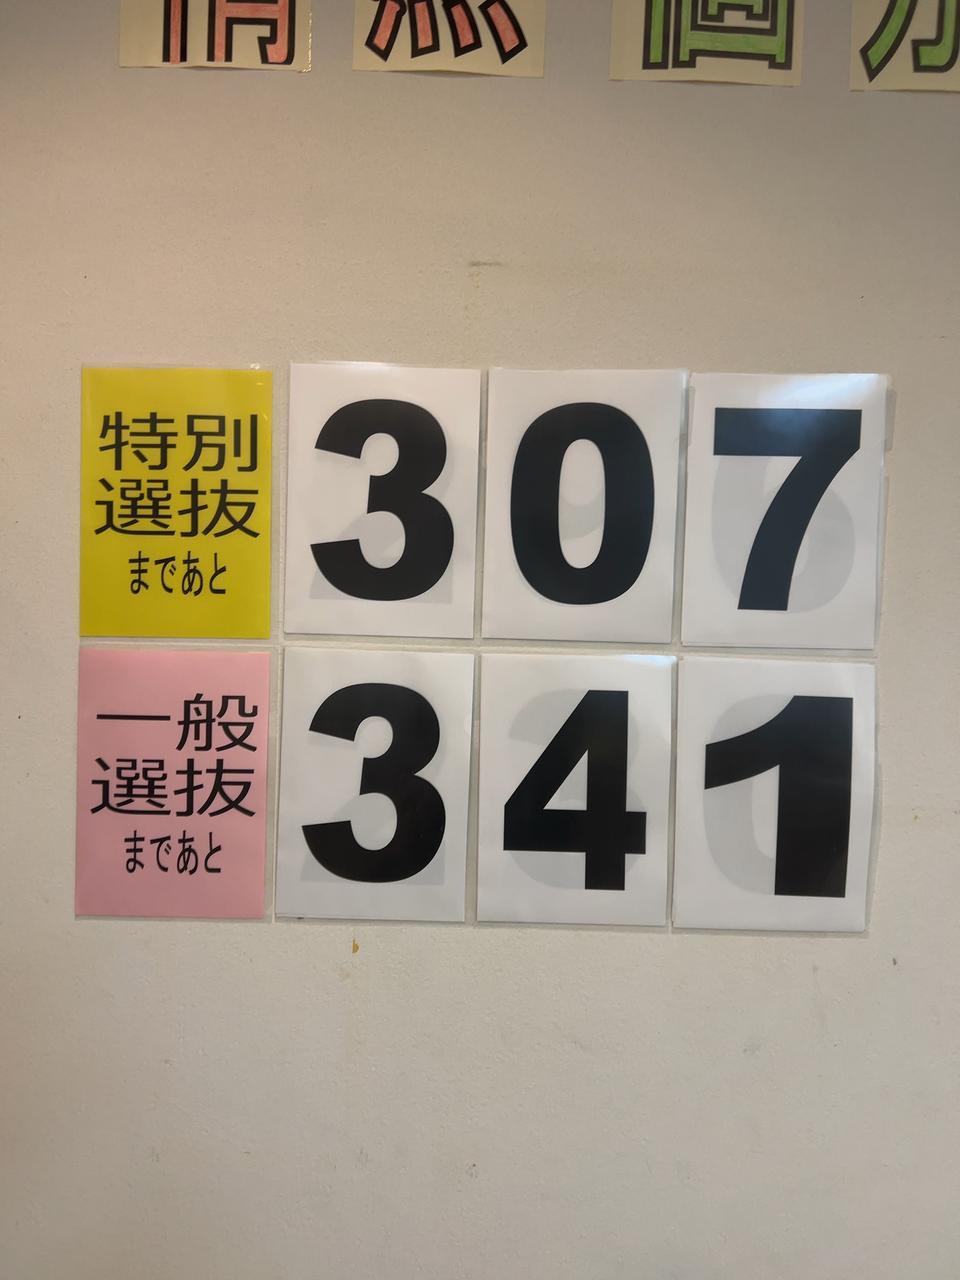 特別
選抜
まであと
307
一般
選抜
まであと
341